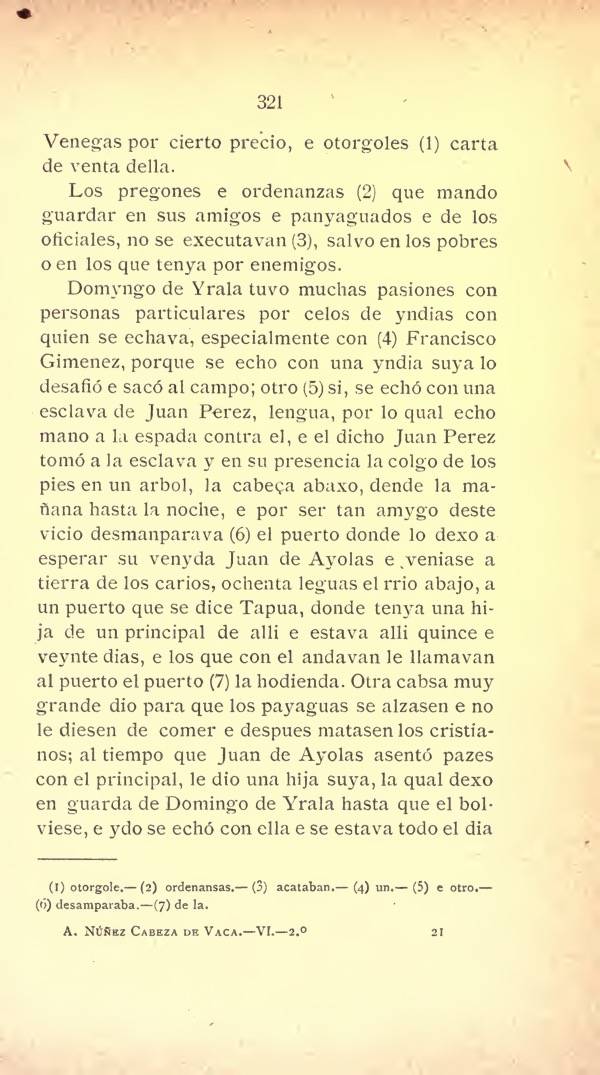 321
Venegas por cierto precio, e otorgoles (1) carta
de venta della.
Los pregones e ordenanzas (2) que mando
guardar en sus amigos e panyaguados e de los
oficiales, no se executavan (3), salvo en los pobres
o en los que tenya por enemigos.
Domyngo de Yrala tuvo muchas pasiones con
personas particulares por celos de yndias con
quien se echava, especialmente con (4) Francisco
Gimenez, porque se echo con una yndia suya lo
desafió e sacó al campo; otro (5) si, se echó con una
esclava de Juan Perez, lengua, por lo qual echo
mano a la espada contra el, e el dicho Juan Perez
tomó a la esclava y en su presencia la colgo de los
pies en un arbol, la cabeça abaxo, dende la ma-
ñana hasta la noche, e por ser tan amygo deste
vicio desmanparava (6) el puerto donde lo dexo a
esperar su venyda Juan de Ayolas e veniase a
tierra de los carios, ochenta leguas el rrio abajo, a
un puerto que se dice Tapua, donde tenya una hi-
ja de un principal de alli e estava alli quince e
veynte dias, e los que con el andavan le llamavan
al puerto el puerto (7) la hodienda. Otra cabsa muy
grande dio para que los payaguas se alzasen e no
le diesen de comer e despues matasen los cristia-
nos; al tiempo que Juan de Ayolas asentó pazes
con el principal, le dio una hija suya, la qual dexo
en guarda de Domingo de Yrala hasta que el bol-
viese, e ydo se echó con ella e se estava todo el dia
(1) otorgole.—(2) ordenansas.—(3) acataban.—(4) un.—(5) e otro.—
(6) desamparaba.—(7) de la.
A. NÚÑEZ CABEZA DE VACA.—VI.—2.º 21